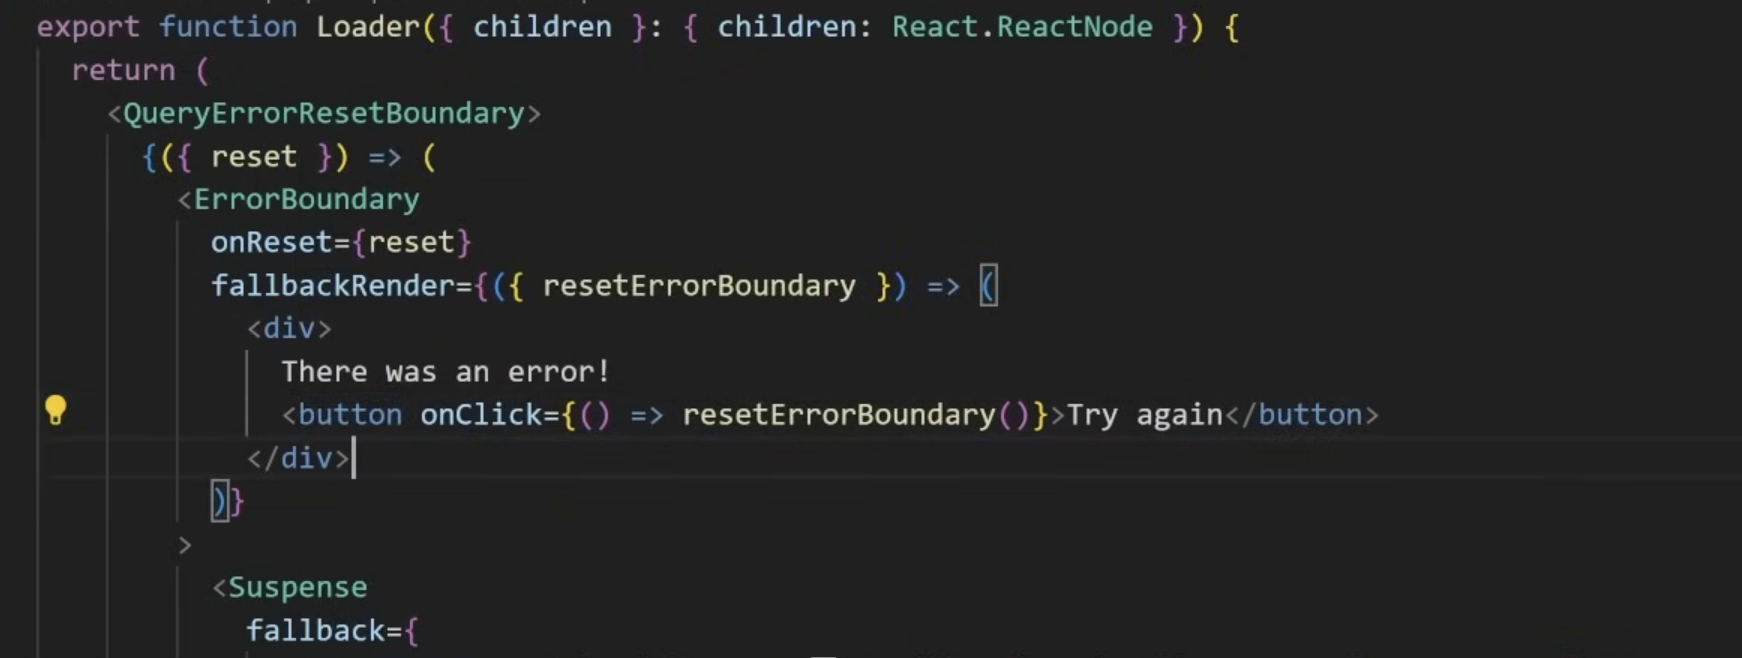 export function Loader({ children }: { children: React.ReactNode }) {
return (
<QueryErrorResetBoundary>
{({ reset }) => (
<ErrorBoundary
onReset={reset}
fallbackRender={({ resetErrorBoundary }) => (
<div>
There was an error!
<button onClick={() => resetErrorBoundary()}>Try again</button>
</div>
)}
>
<Suspense
fallback={